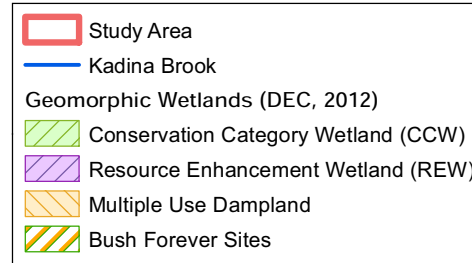 Study Area
Kadina Brook
Geomorphic Wetlands (DEC, 2012)
Conservation Category Wetland (CCW)
Resource Enhancement Wetland (REW)
Multiple Use Dampland
Bush Forever Sites